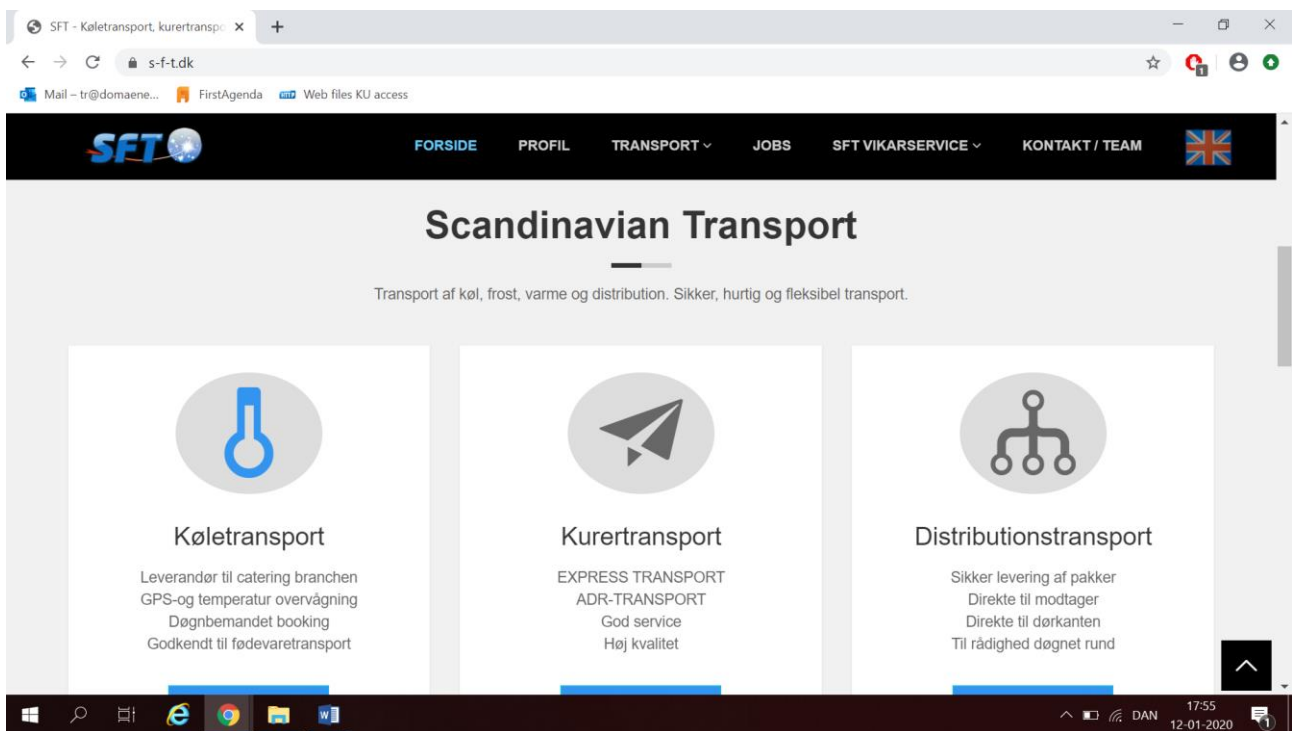 SFT - Køletransport, kurertranspo
s-f-t.dk
1
Mail – tr@domaene...
FirstAgenda
Web files KU access
SFT
FORSIDE
PROFIL
TRANSPORT
JOBS
SFT VIKARSERVICE
KONTAKT / TEAM
Scandinavian Transport
Transport af køl, frost, varme og distribution. Sikker, hurtig og fleksibel transport.
Køletransport
Leverandør til catering branchen
GPS-og temperatur overvågning
Døgnbemandet booking
Godkendt til fødevaretransport
Kurertransport
EXPRESS TRANSPORT
ADR-TRANSPORT
God service
Høj kvalitet
Distributionstransport
Sikker levering af pakker
Direkte til modtager
Direkte til dørkanten
Til rådighed døgnet rund
DAN
17:55
12-01-2020
1